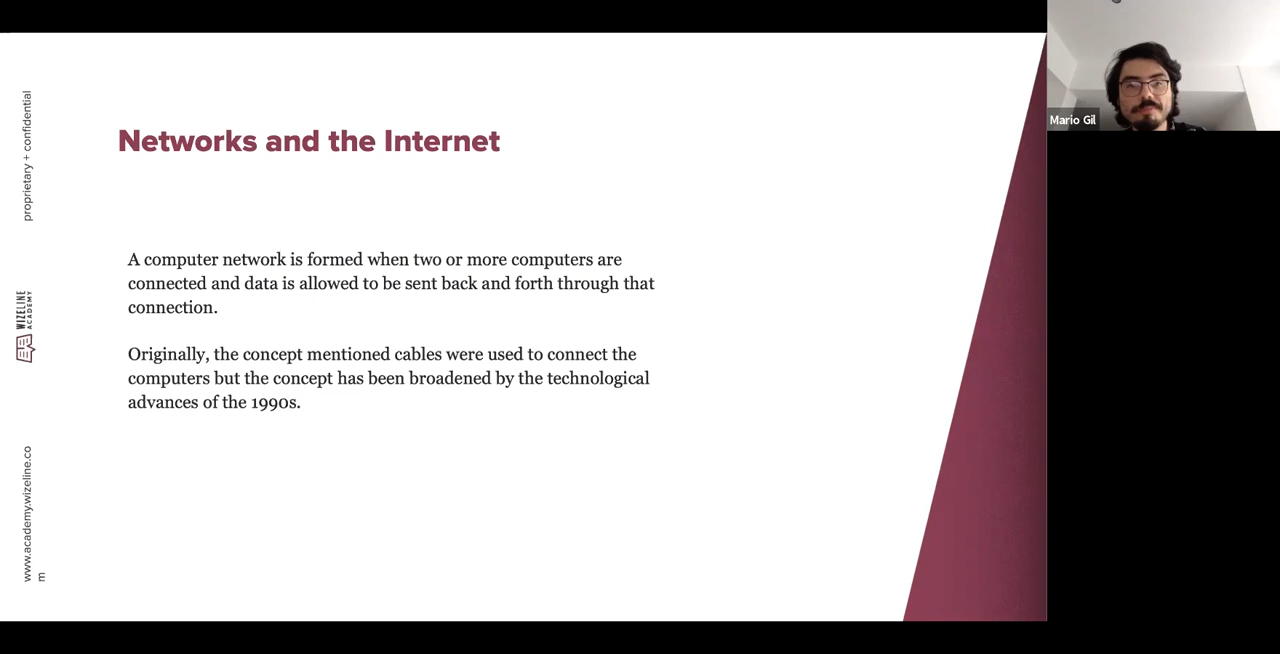 Networks and the Internet
A computer network is formed when two or more computers are
connected and data is allowed to be sent back and forth through that
connection.
Originally, the concept mentioned cables were used to connect the
computers but the concept has been broadened by the technological
advances of the 1990s.
proprietary + confidential
WIZELINE
ACADEMY
www.academy.wizeline.co
m
Mario Gil